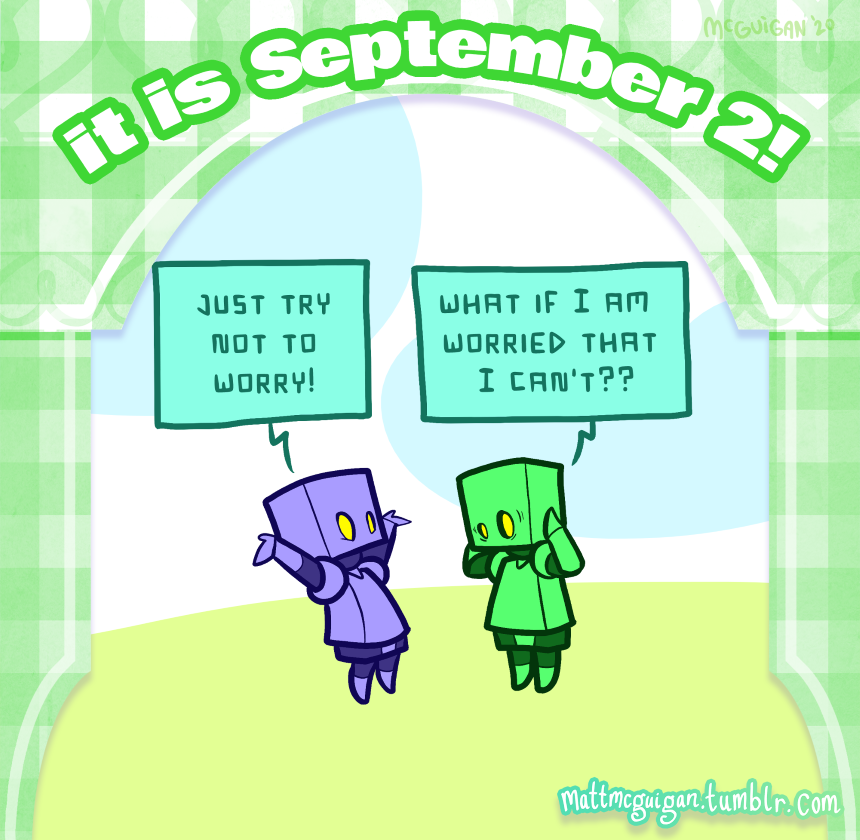 McGUiGAN '20
it is September 2!
JUST TRY
NOT TO
WORRY!
WHAT IF I AM
WORRIED THAT
I CAN'T??
mattmcguigan.tumblr.com